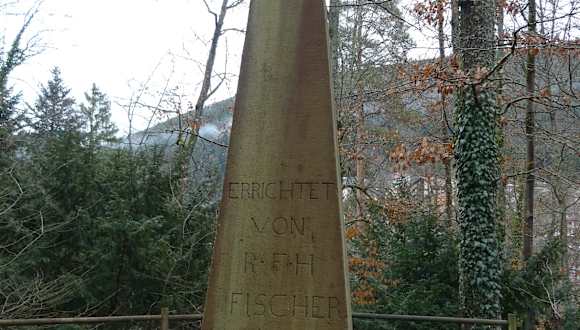 ERRICHTET
VON
R·F·H
FISCHER